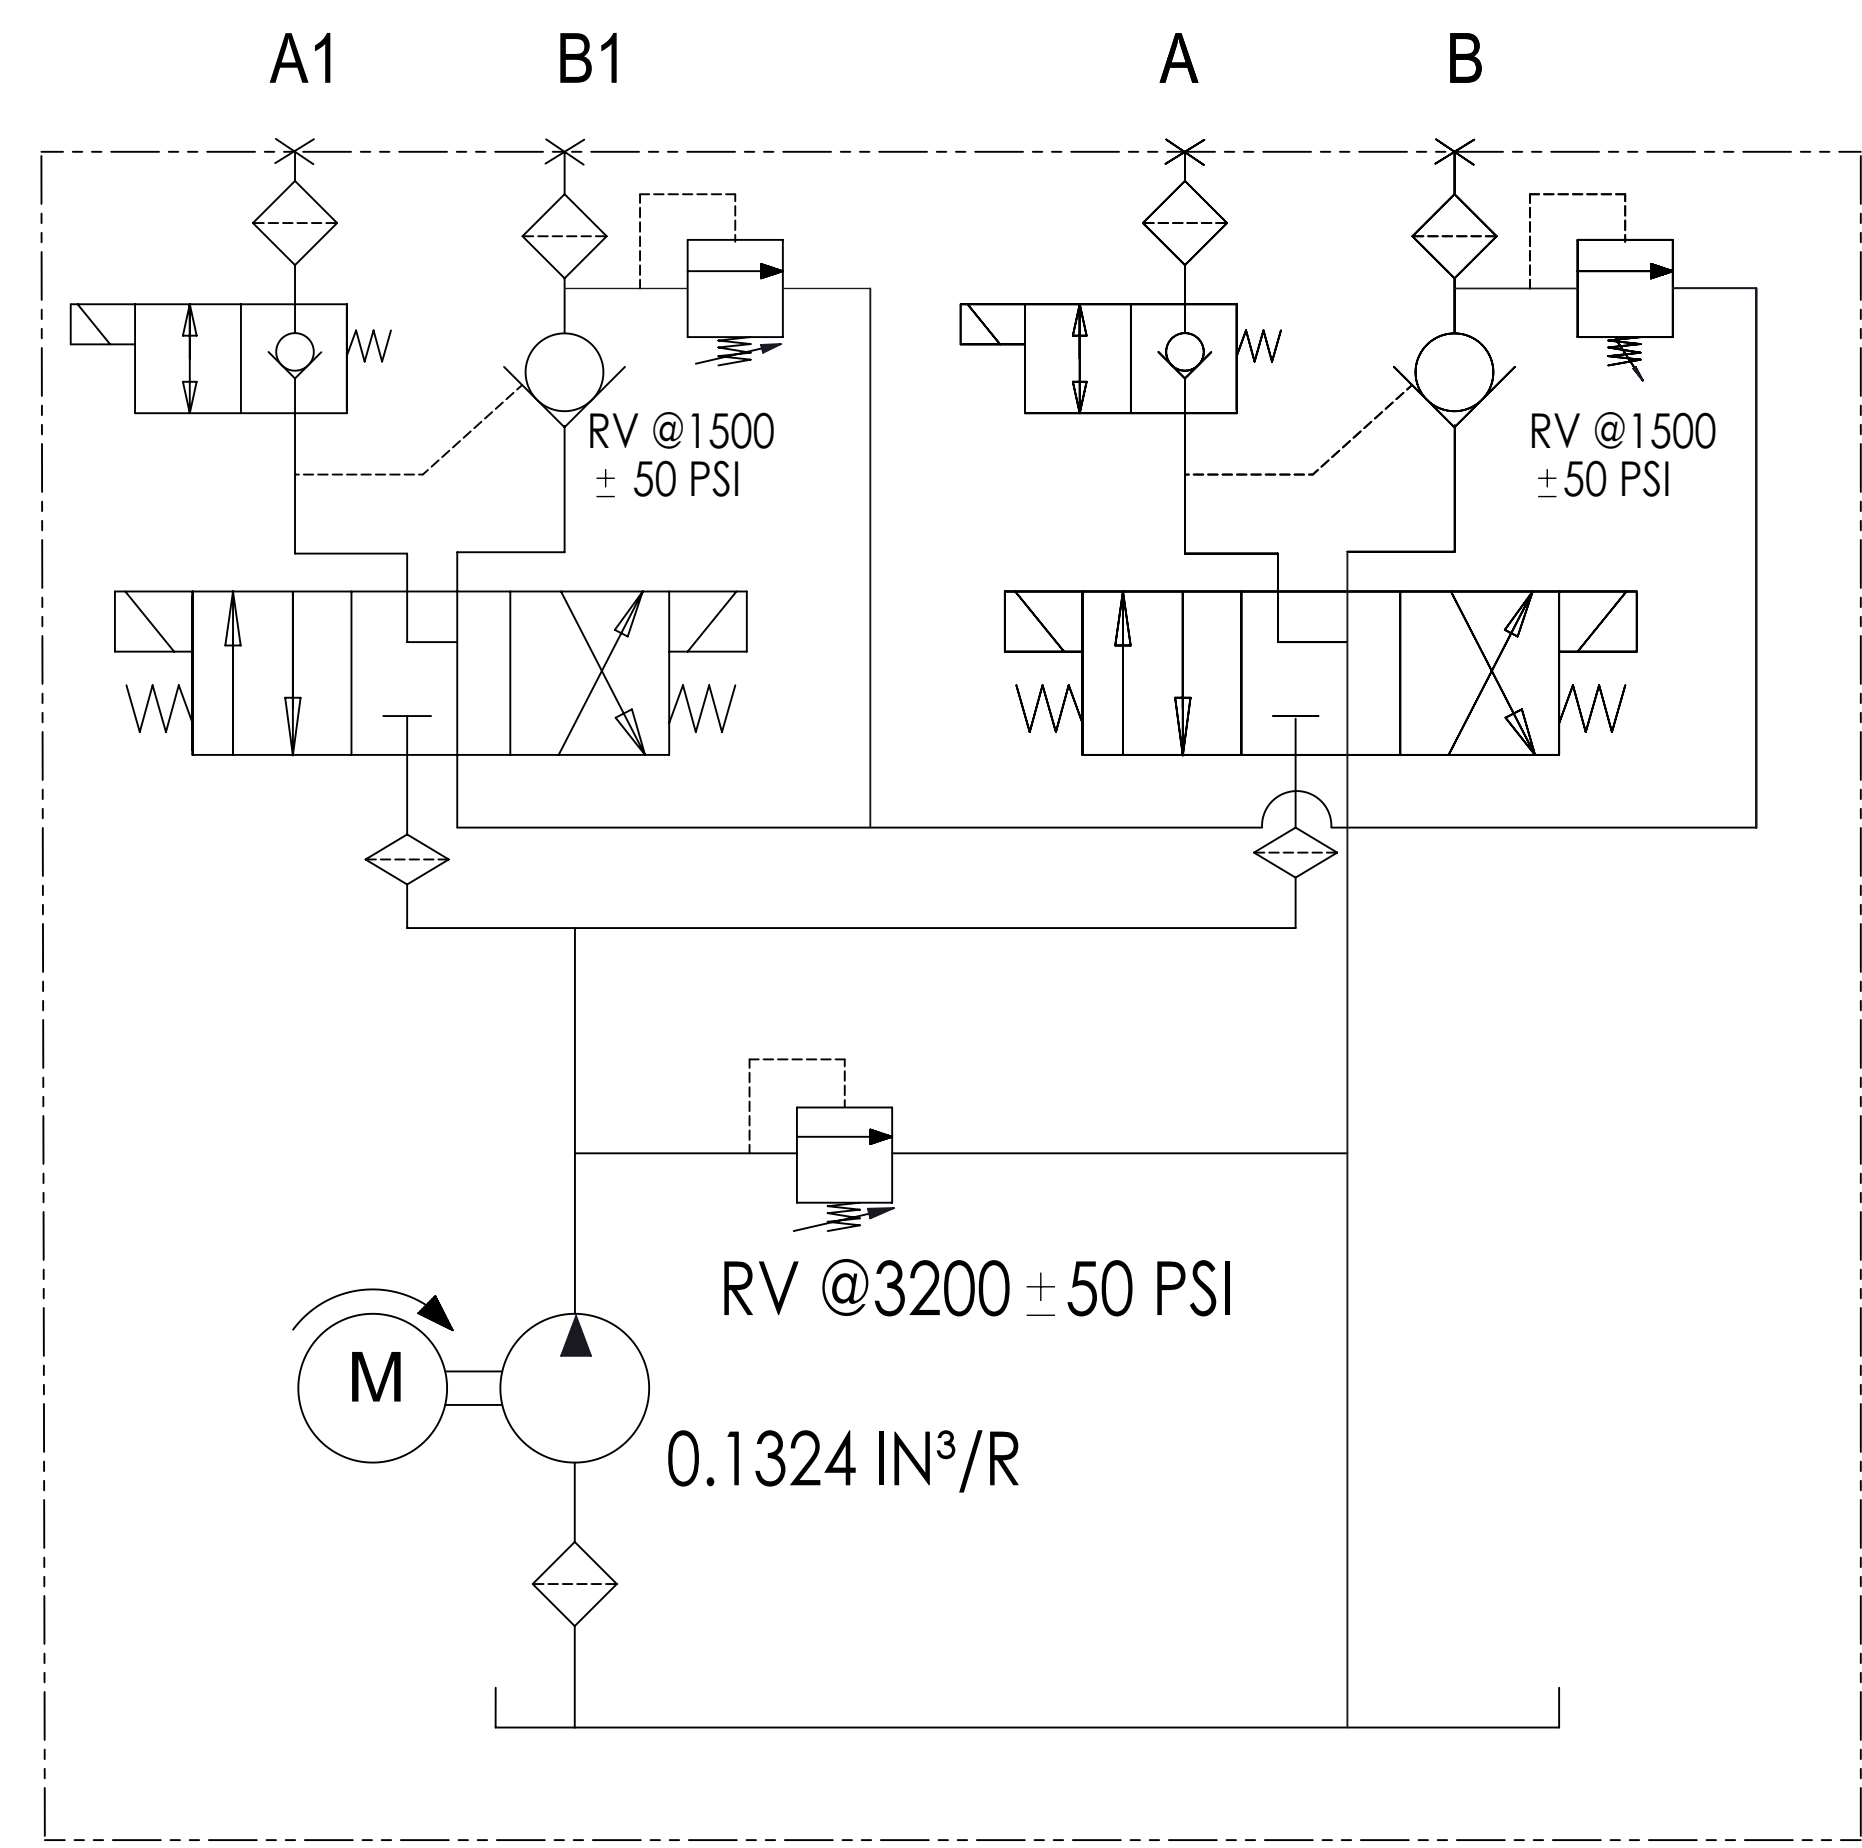 A1
B1
A
B
RV @1500
± 50 PSI
RV @1500
±50 PSI
RV @3200 ±50 PSI
M
0.1324 IN³/R